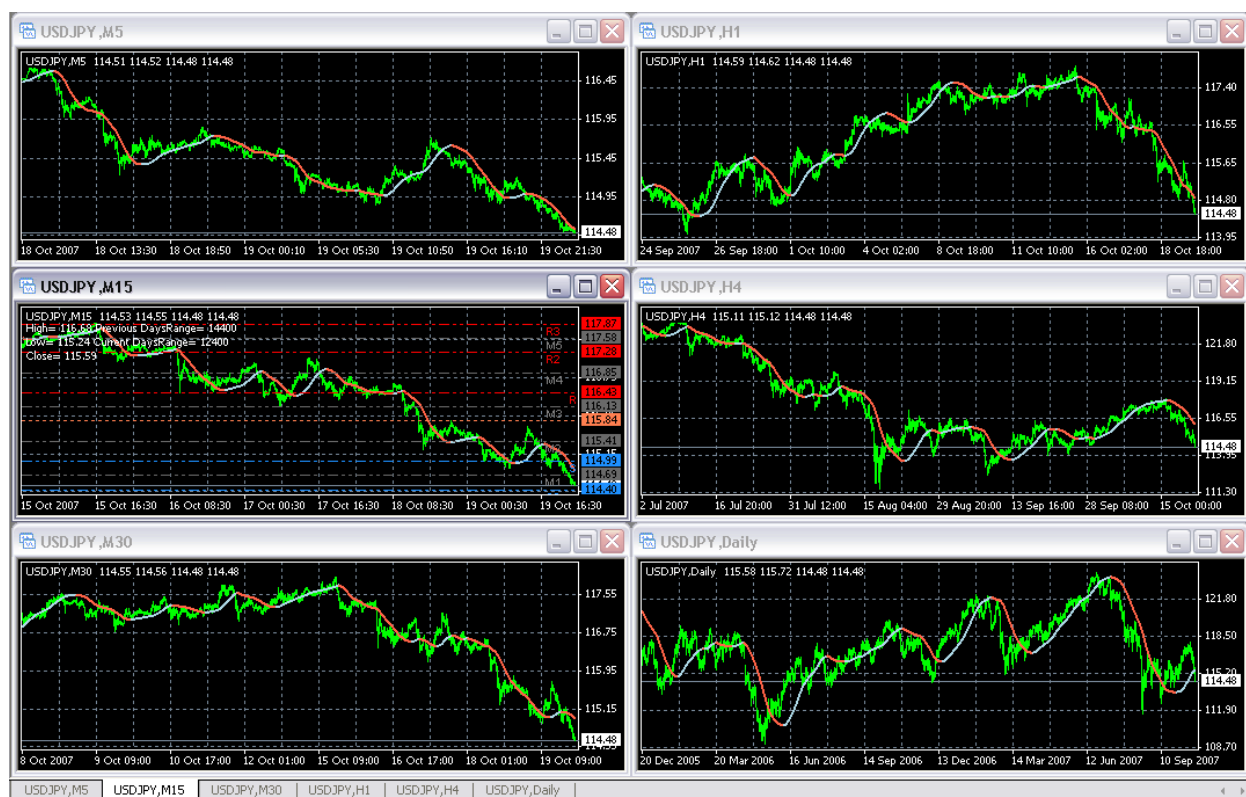 USDJPY,M5
USDJPY,M5 114.51 114.52 114.48 114.48
116.45
115.95
115.45
114.95
114.48
18 Oct 2007 18 Oct 13:30 18 Oct 18:50 19 Oct 00:10 19 Oct 05:30 19 Oct 10:50 19 Oct 16:10 19 Oct 21:30
USDJPY,H1
USDJPY,H1 114.59 114.62 114.48 114.48
117.40
116.55
115.65
114.80
114.48
113.95
24 Sep 2007 26 Sep 18:00 1 Oct 10:00 4 Oct 02:00 8 Oct 18:00 11 Oct 10:00 16 Oct 02:00 18 Oct 18:00
USDJPY,M15
USDJPY,M15 114.53 114.55 114.48 114.48
High= 116.68 Previous DaysRange= 14400
Low= 115.24 Current DaysRange= 12400
Close= 115.59
R3 117.87
M5 117.58
R2 117.28
116.85
M4
116.43
R
116.13
M3
115.84
115.41
114.99
114.69
M1
114.40
15 Oct 2007 15 Oct 16:30 16 Oct 08:30 17 Oct 00:30 17 Oct 16:30 18 Oct 08:30 19 Oct 00:30 19 Oct 16:30
USDJPY,H4
USDJPY,H4 115.11 115.12 114.48 114.48
121.80
119.15
116.55
114.48
113.95
111.30
2 Jul 2007 16 Jul 20:00 31 Jul 12:00 15 Aug 04:00 29 Aug 20:00 13 Sep 16:00 28 Sep 08:00 15 Oct 00:00
USDJPY,M30
USDJPY,M30 114.55 114.56 114.48 114.48
117.55
116.75
115.95
115.15
114.48
8 Oct 2007 9 Oct 09:00 10 Oct 17:00 12 Oct 01:00 15 Oct 09:00 16 Oct 17:00 18 Oct 01:00 19 Oct 09:00
USDJPY,Daily
USDJPY,Daily 115.58 115.72 114.48 114.48
121.80
118.50
115.20
114.48
111.90
108.70
20 Dec 2005 20 Mar 2006 16 Jun 2006 14 Sep 2006 13 Dec 2006 14 Mar 2007 12 Jun 2007 10 Sep 2007
USDJPY,M5 USDJPY,M15 USDJPY,M30 USDJPY,H1 USDJPY,H4 USDJPY,Daily